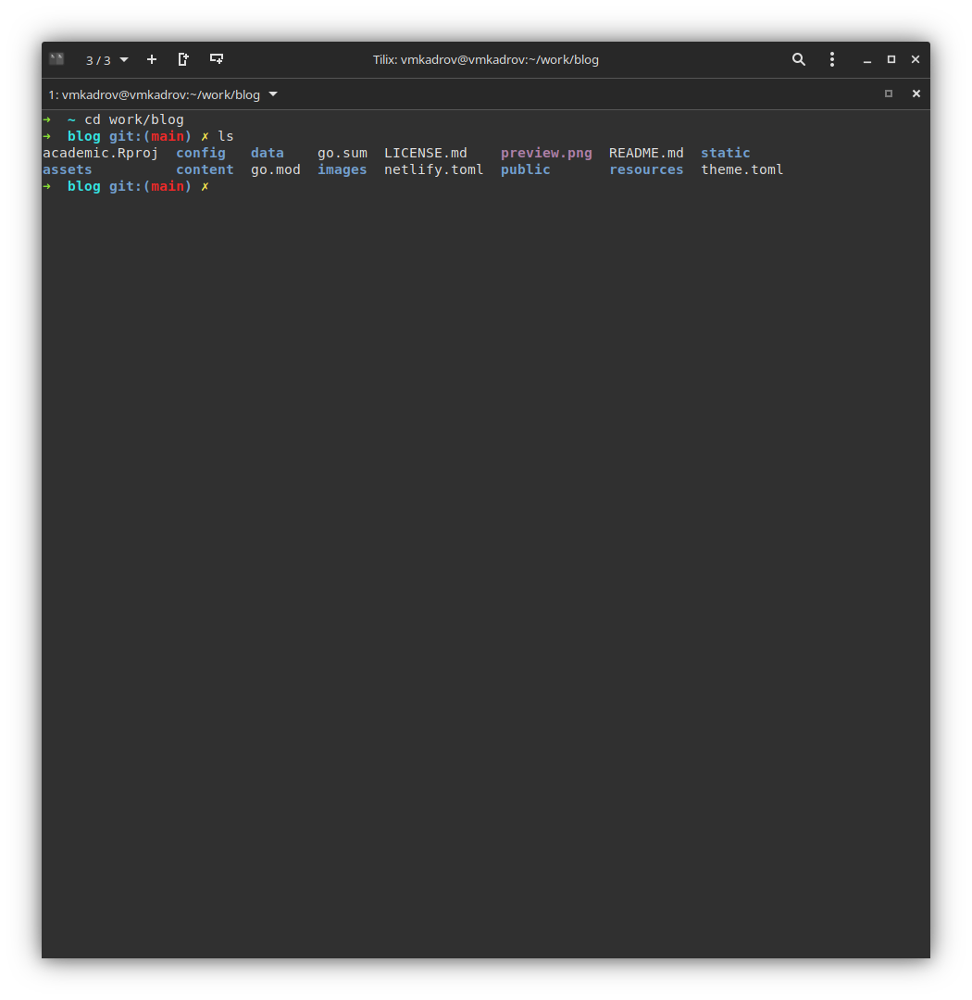 3 / 3 Tilix: vmkadrov@vmkadrov:~/work/blog
1: vmkadrov@vmkadrov:~/work/blog
➜  ~ cd work/blog
➜  blog git:(main) ✗ ls
academic.Rproj  config   data    go.sum  LICENSE.md    preview.png  README.md  static
assets          content  go.mod  images  netlify.toml  public       resources  theme.toml
➜  blog git:(main) ✗